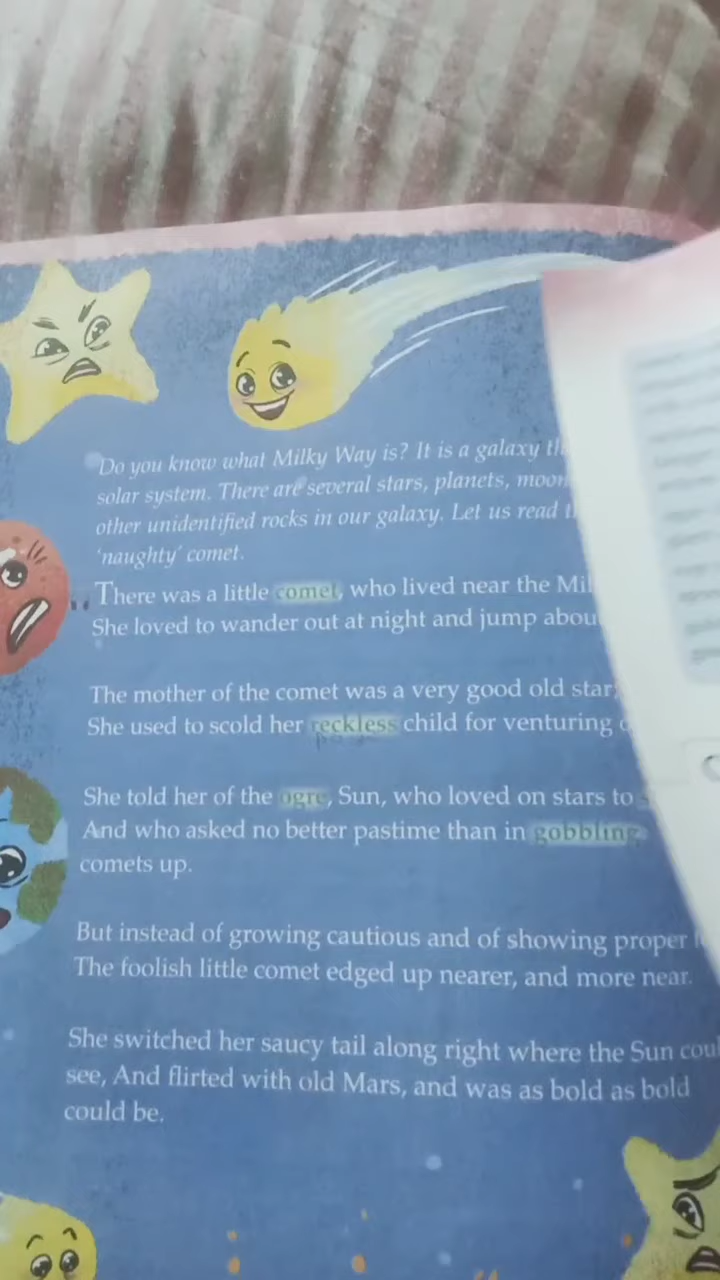 Do you know what Milky Way is? It is a galaxy
solar system. There are several stars, planets,
other unidentified rocks in our galaxy. Let us read
'naughty' comet.
There was a little comet, who lived near the
She loved to wander out at night and jump
The mother of the comet was a very good old star;
She used to scold her reckless child for venturing
She told her of the ogre, Sun, who loved on stars to
And who asked no better pastime than in gobbling
comets up.
But instead of growing cautious and of showing proper
The foolish little comet edged up nearer, and more near.
She switched her saucy tail along right where the Sun
see, And flirted with old Mars, and was as bold as bold
could be.